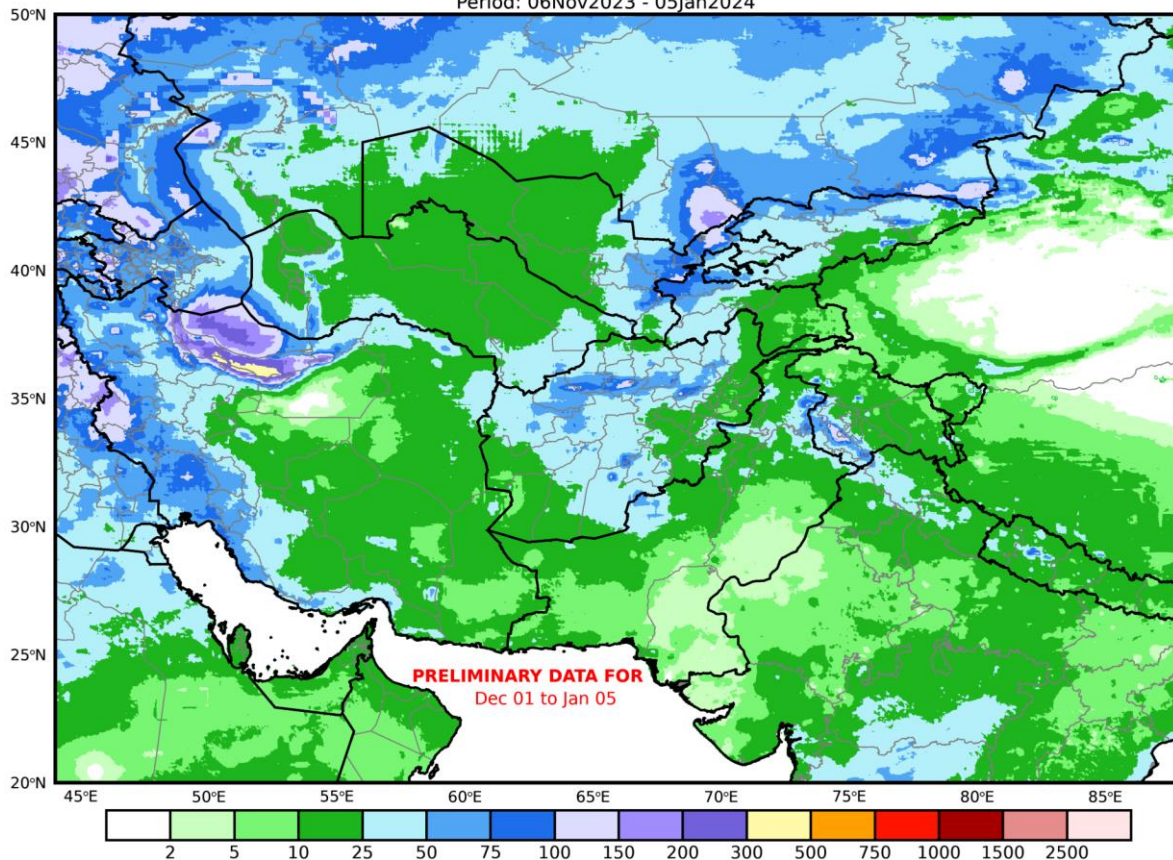 Period: 06Nov2023 - 05Jan2024
50°N
45°N
40°N
35°N
30°N
25°N
20°N
PRELIMINARY DATA FOR
Dec 01 to Jan 05
45°E 50°E 55°E 60°E 65°E 70°E 75°E 80°E 85°E
2 5 10 25 50 75 100 150 200 300 500 750 1000 1500 2500